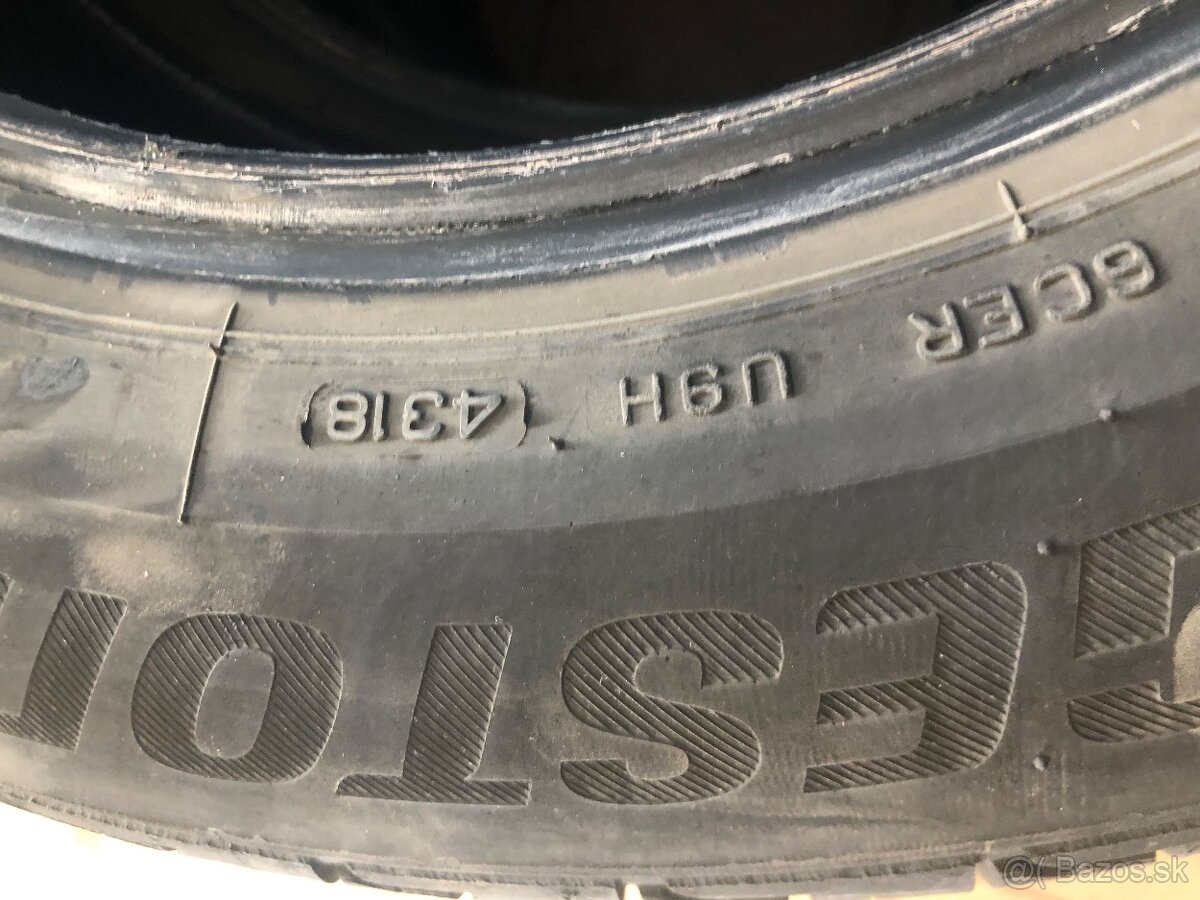 6CER U9H (4318)
ESTO
@( Bazos.sk